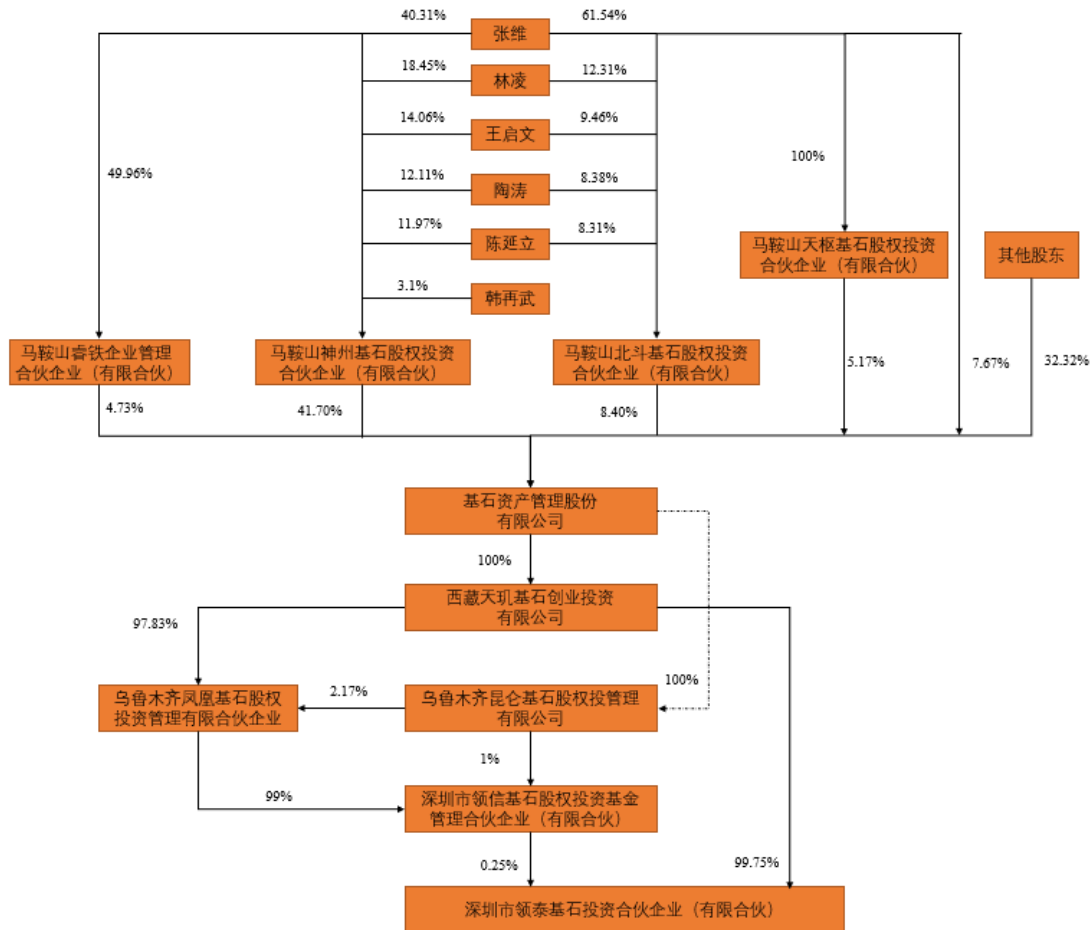 40.31%
张维
61.54%
18.45%
林凌
12.31%
14.06%
王启文
9.46%
49.96%
100%
12.11%
陶涛
8.38%
11.97%
陈延立
8.31%
马鞍山天枢基石股权投资
合伙企业（有限合伙）
其他股东
3.1%
韩再武
马鞍山睿铁企业管理
合伙企业（有限合伙）
马鞍山神州基石股权投资
合伙企业（有限合伙）
马鞍山北斗基石股权投资
合伙企业（有限合伙）
5.17%
7.67%
32.32%
4.73%
41.70%
8.40%
基石资产管理股份
有限公司
100%
西藏天玑基石创业投资
有限公司
97.83%
乌鲁木齐凤凰基石股权
投资管理有限合伙企业
2.17%
乌鲁木齐昆仑基石股权投管理
有限公司
100%
1%
99%
深圳市领信基石股权投资基金
管理合伙企业（有限合伙）
0.25%
99.75%
深圳市领泰基石投资合伙企业（有限合伙）